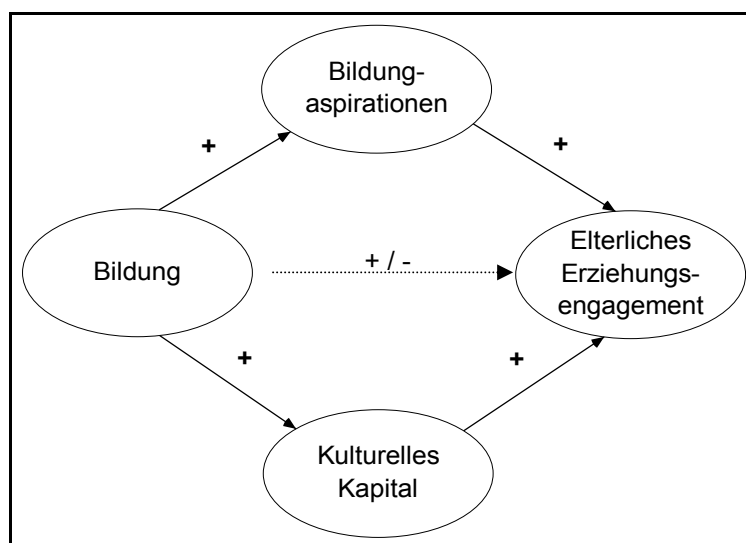 Bildung-
aspirationen
+
+
Bildung
+ / -
Elterliches
Erziehungs-
engagement
+
+
Kulturelles
Kapital